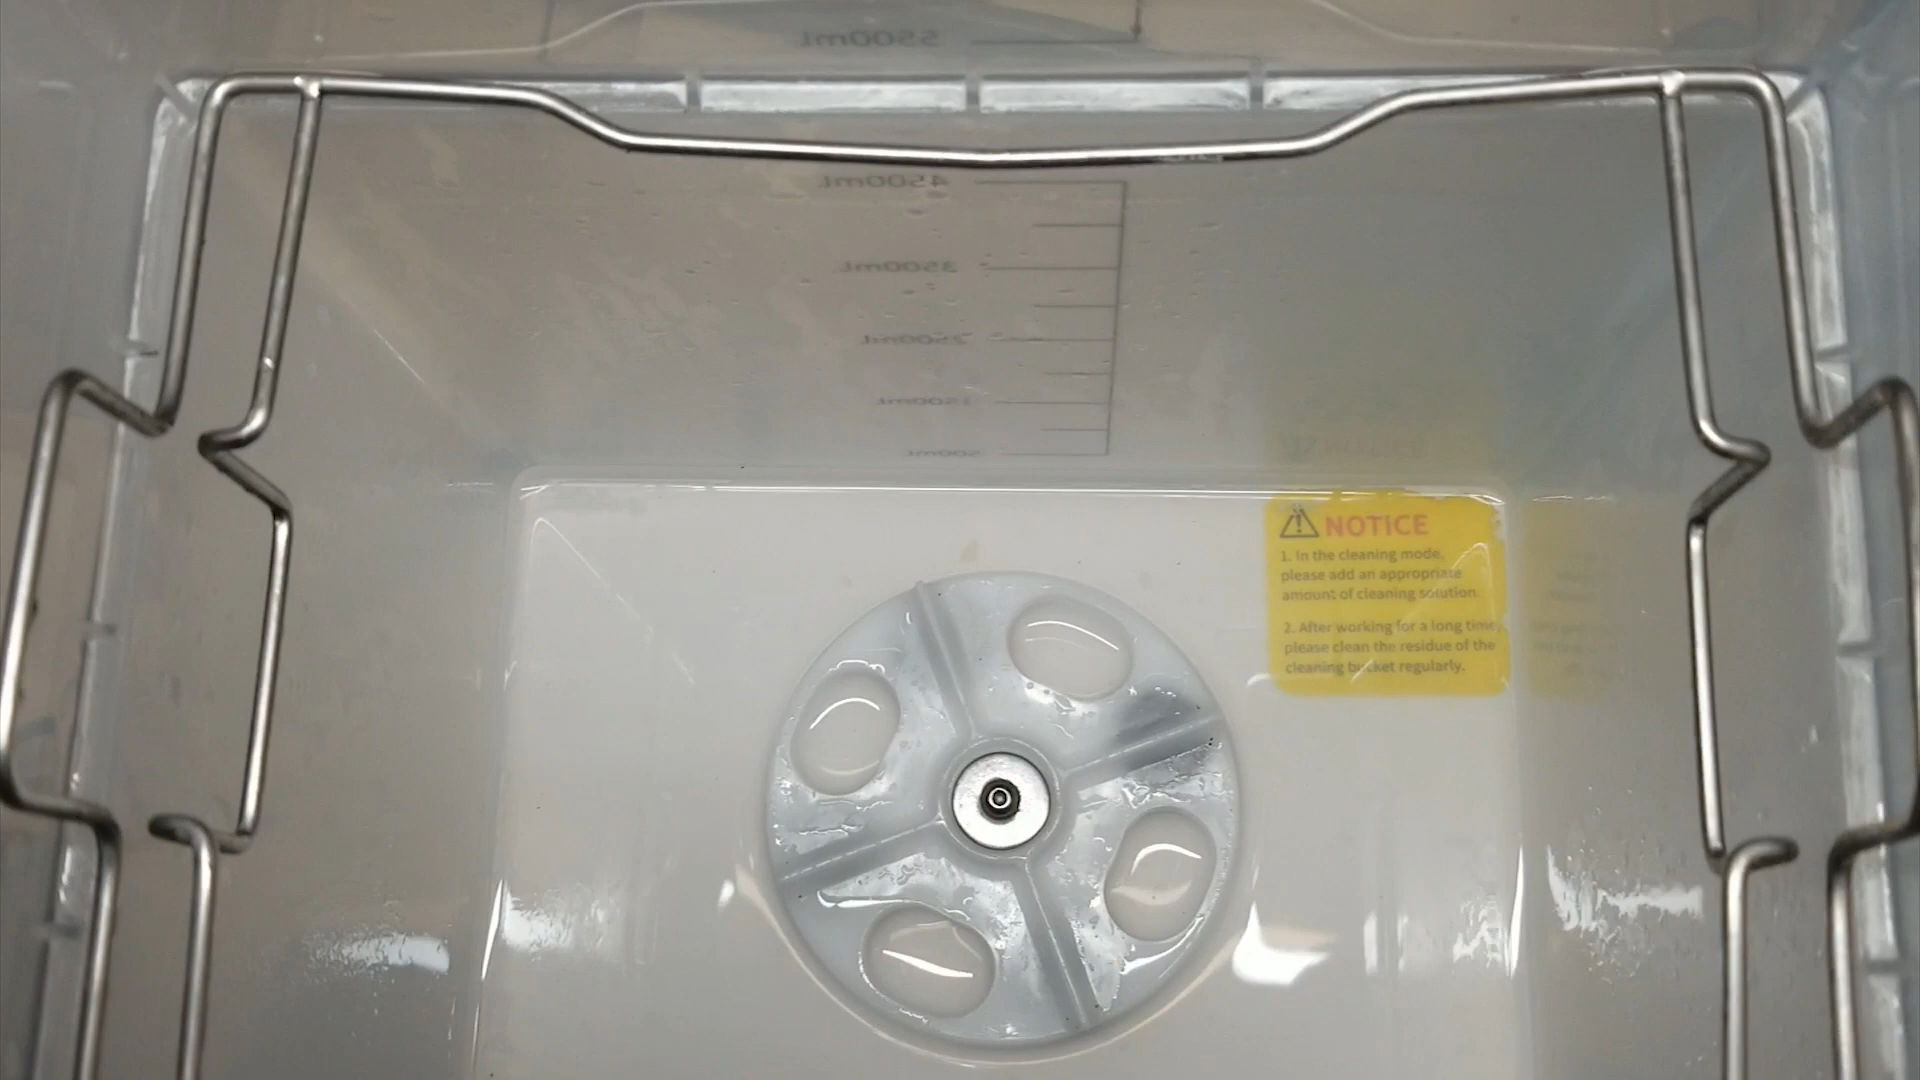 5500ml
4500ml
3500ml
2500ml
1500ml
500ml
NOTICE
1. In the cleaning mode,
please add an appropriate
amount of cleaning solution.
2. After working for a long time,
please clean the residue of the
cleaning bucket regularly.